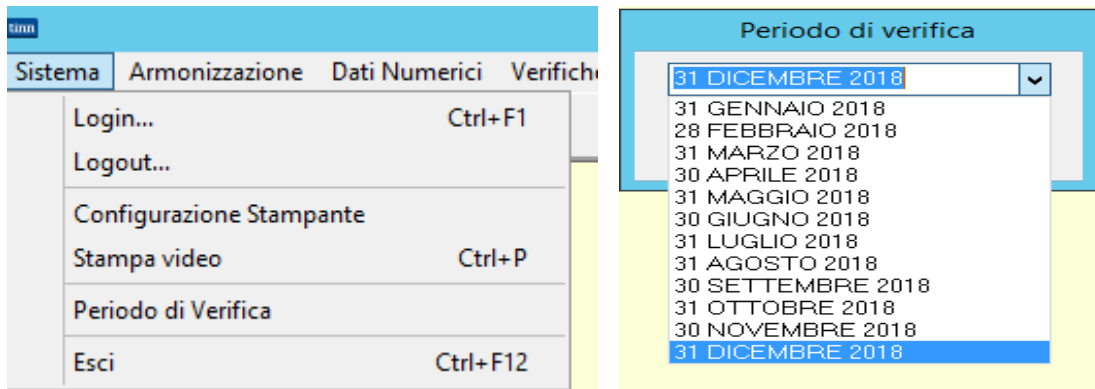 tinn
Sistema Armonizzazione Dati Numerici Verifiche
Login... Ctrl+F1
Logout...
Configurazione Stampante
Stampa video Ctrl+P
Periodo di Verifica
Esci Ctrl+F12
Periodo di verifica
31 DICEMBRE 2018
31 GENNAIO 2018
28 FEBBRAIO 2018
31 MARZO 2018
30 APRILE 2018
31 MAGGIO 2018
30 GIUGNO 2018
31 LUGLIO 2018
31 AGOSTO 2018
30 SETTEMBRE 2018
31 OTTOBRE 2018
30 NOVEMBRE 2018
31 DICEMBRE 2018